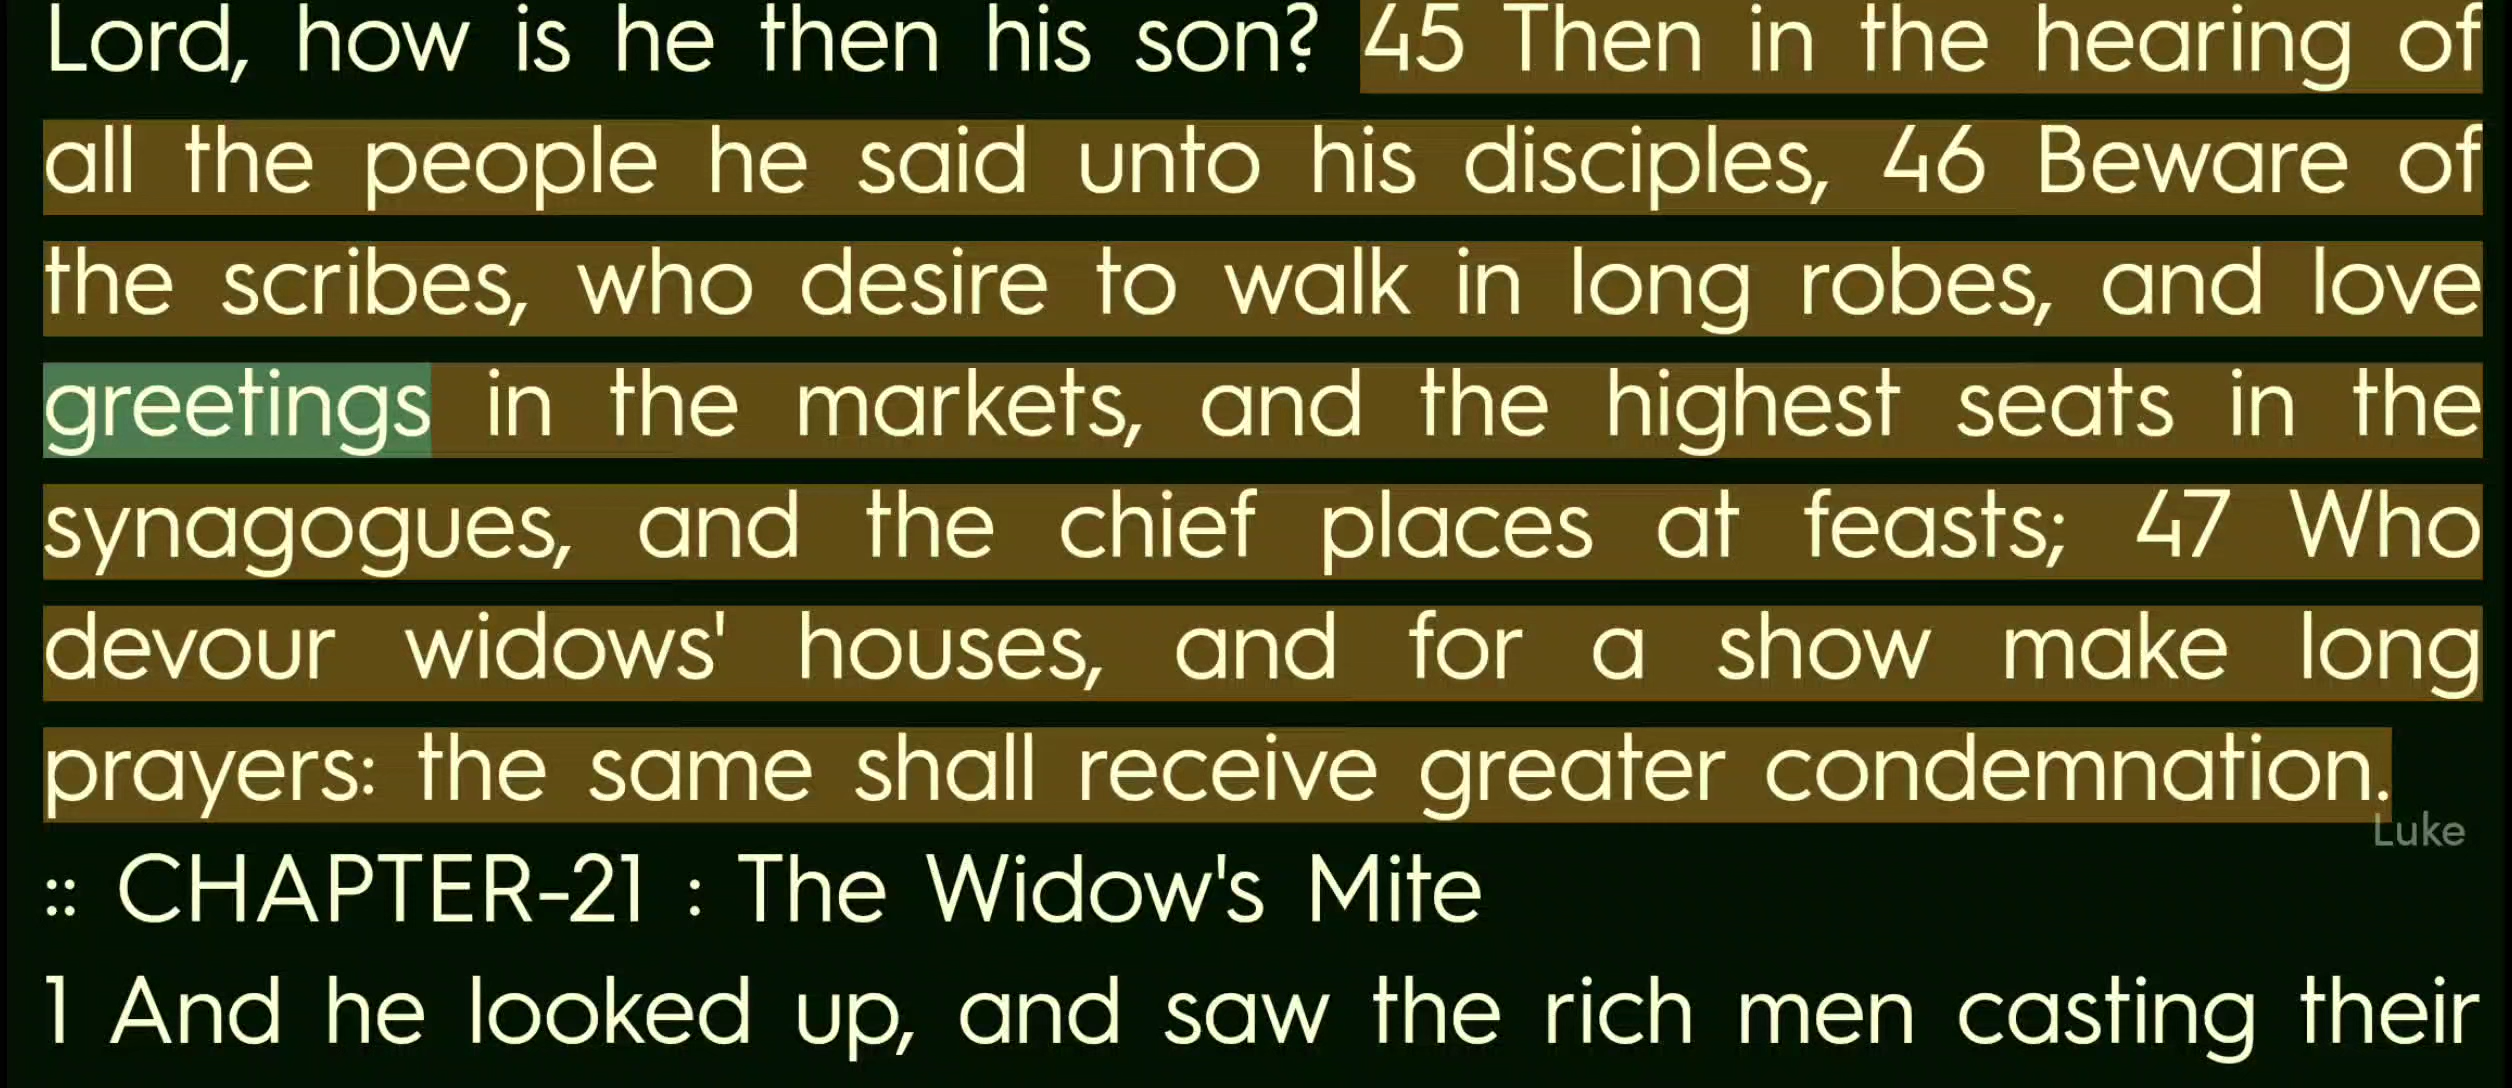 Lord, how is he then his son? 45 Then in the hearing of
all the people he said unto his disciples, 46 Beware of
the scribes, who desire to walk in long robes, and love
greetings in the markets, and the highest seats in the
synagogues, and the chief places at feasts; 47 Who
devour widows' houses, and for a show make long
prayers: the same shall receive greater condemnation.
Luke
:: CHAPTER-21 : The Widow's Mite
1 And he looked up, and saw the rich men casting their